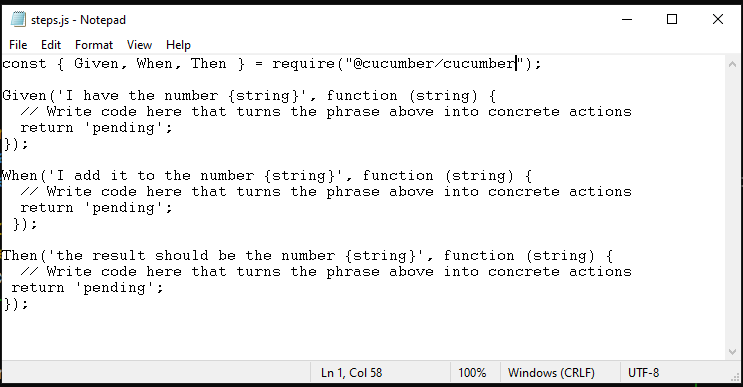 steps.js - Notepad
File Edit Format View Help
const { Given, When, Then } = require("@cucumber/cucumber");

Given('I have the number {string}', function (string) {
  // Write code here that turns the phrase above into concrete actions
  return 'pending';
});

When('I add it to the number {string}', function (string) {
  // Write code here that turns the phrase above into concrete actions
  return 'pending';
 });

Then('the result should be the number {string}', function (string) {
  // Write code here that turns the phrase above into concrete actions
 return 'pending';
});
Ln 1, Col 58 100% Windows (CRLF) UTF-8